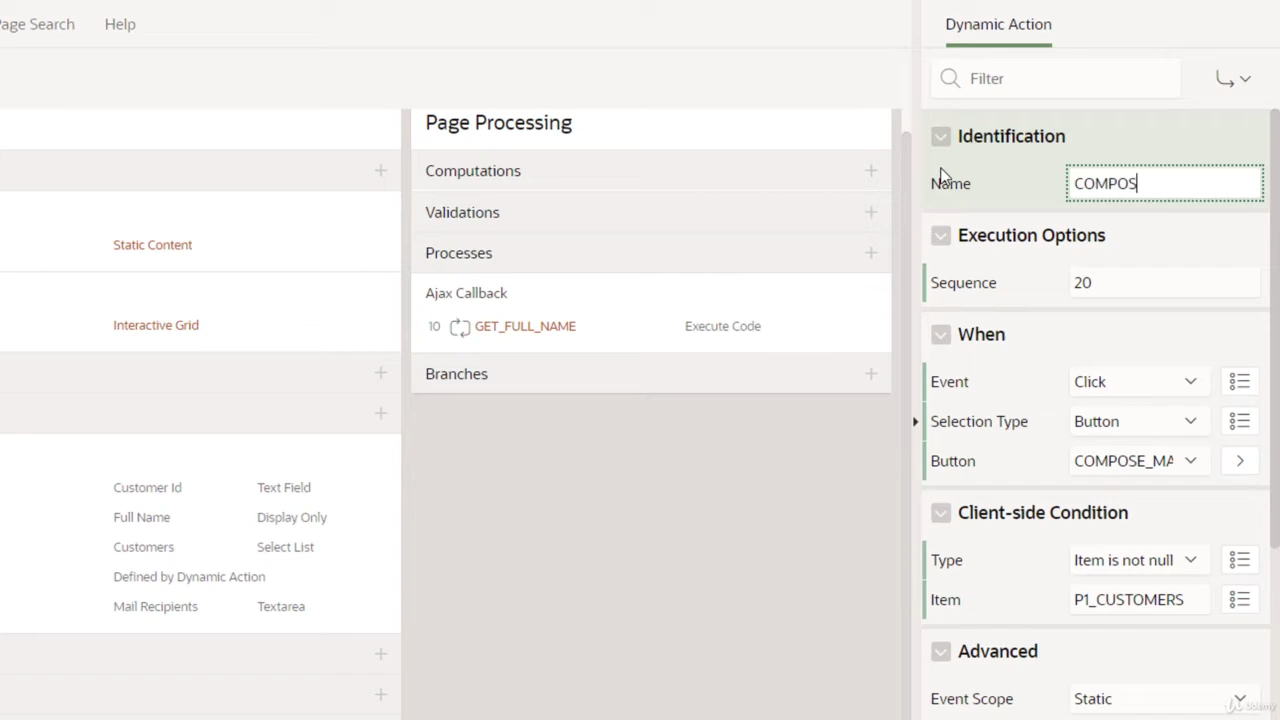 Page Search
Help
Static Content
Interactive Grid
Customer Id
Text Field
Full Name
Display Only
Customers
Select List
Defined by Dynamic Action
Mail Recipients
Textarea
Page Processing
Computations
Validations
Processes
Ajax Callback
10
GET_FULL_NAME
Execute Code
Branches
Dynamic Action
Filter
Identification
Name
COMPOS
Execution Options
Sequence
20
When
Event
Click
Selection Type
Button
Button
COMPOSE_MA
Client-side Condition
Type
Item is not null
Item
P1_CUSTOMERS
Advanced
Event Scope
Static
Udemy